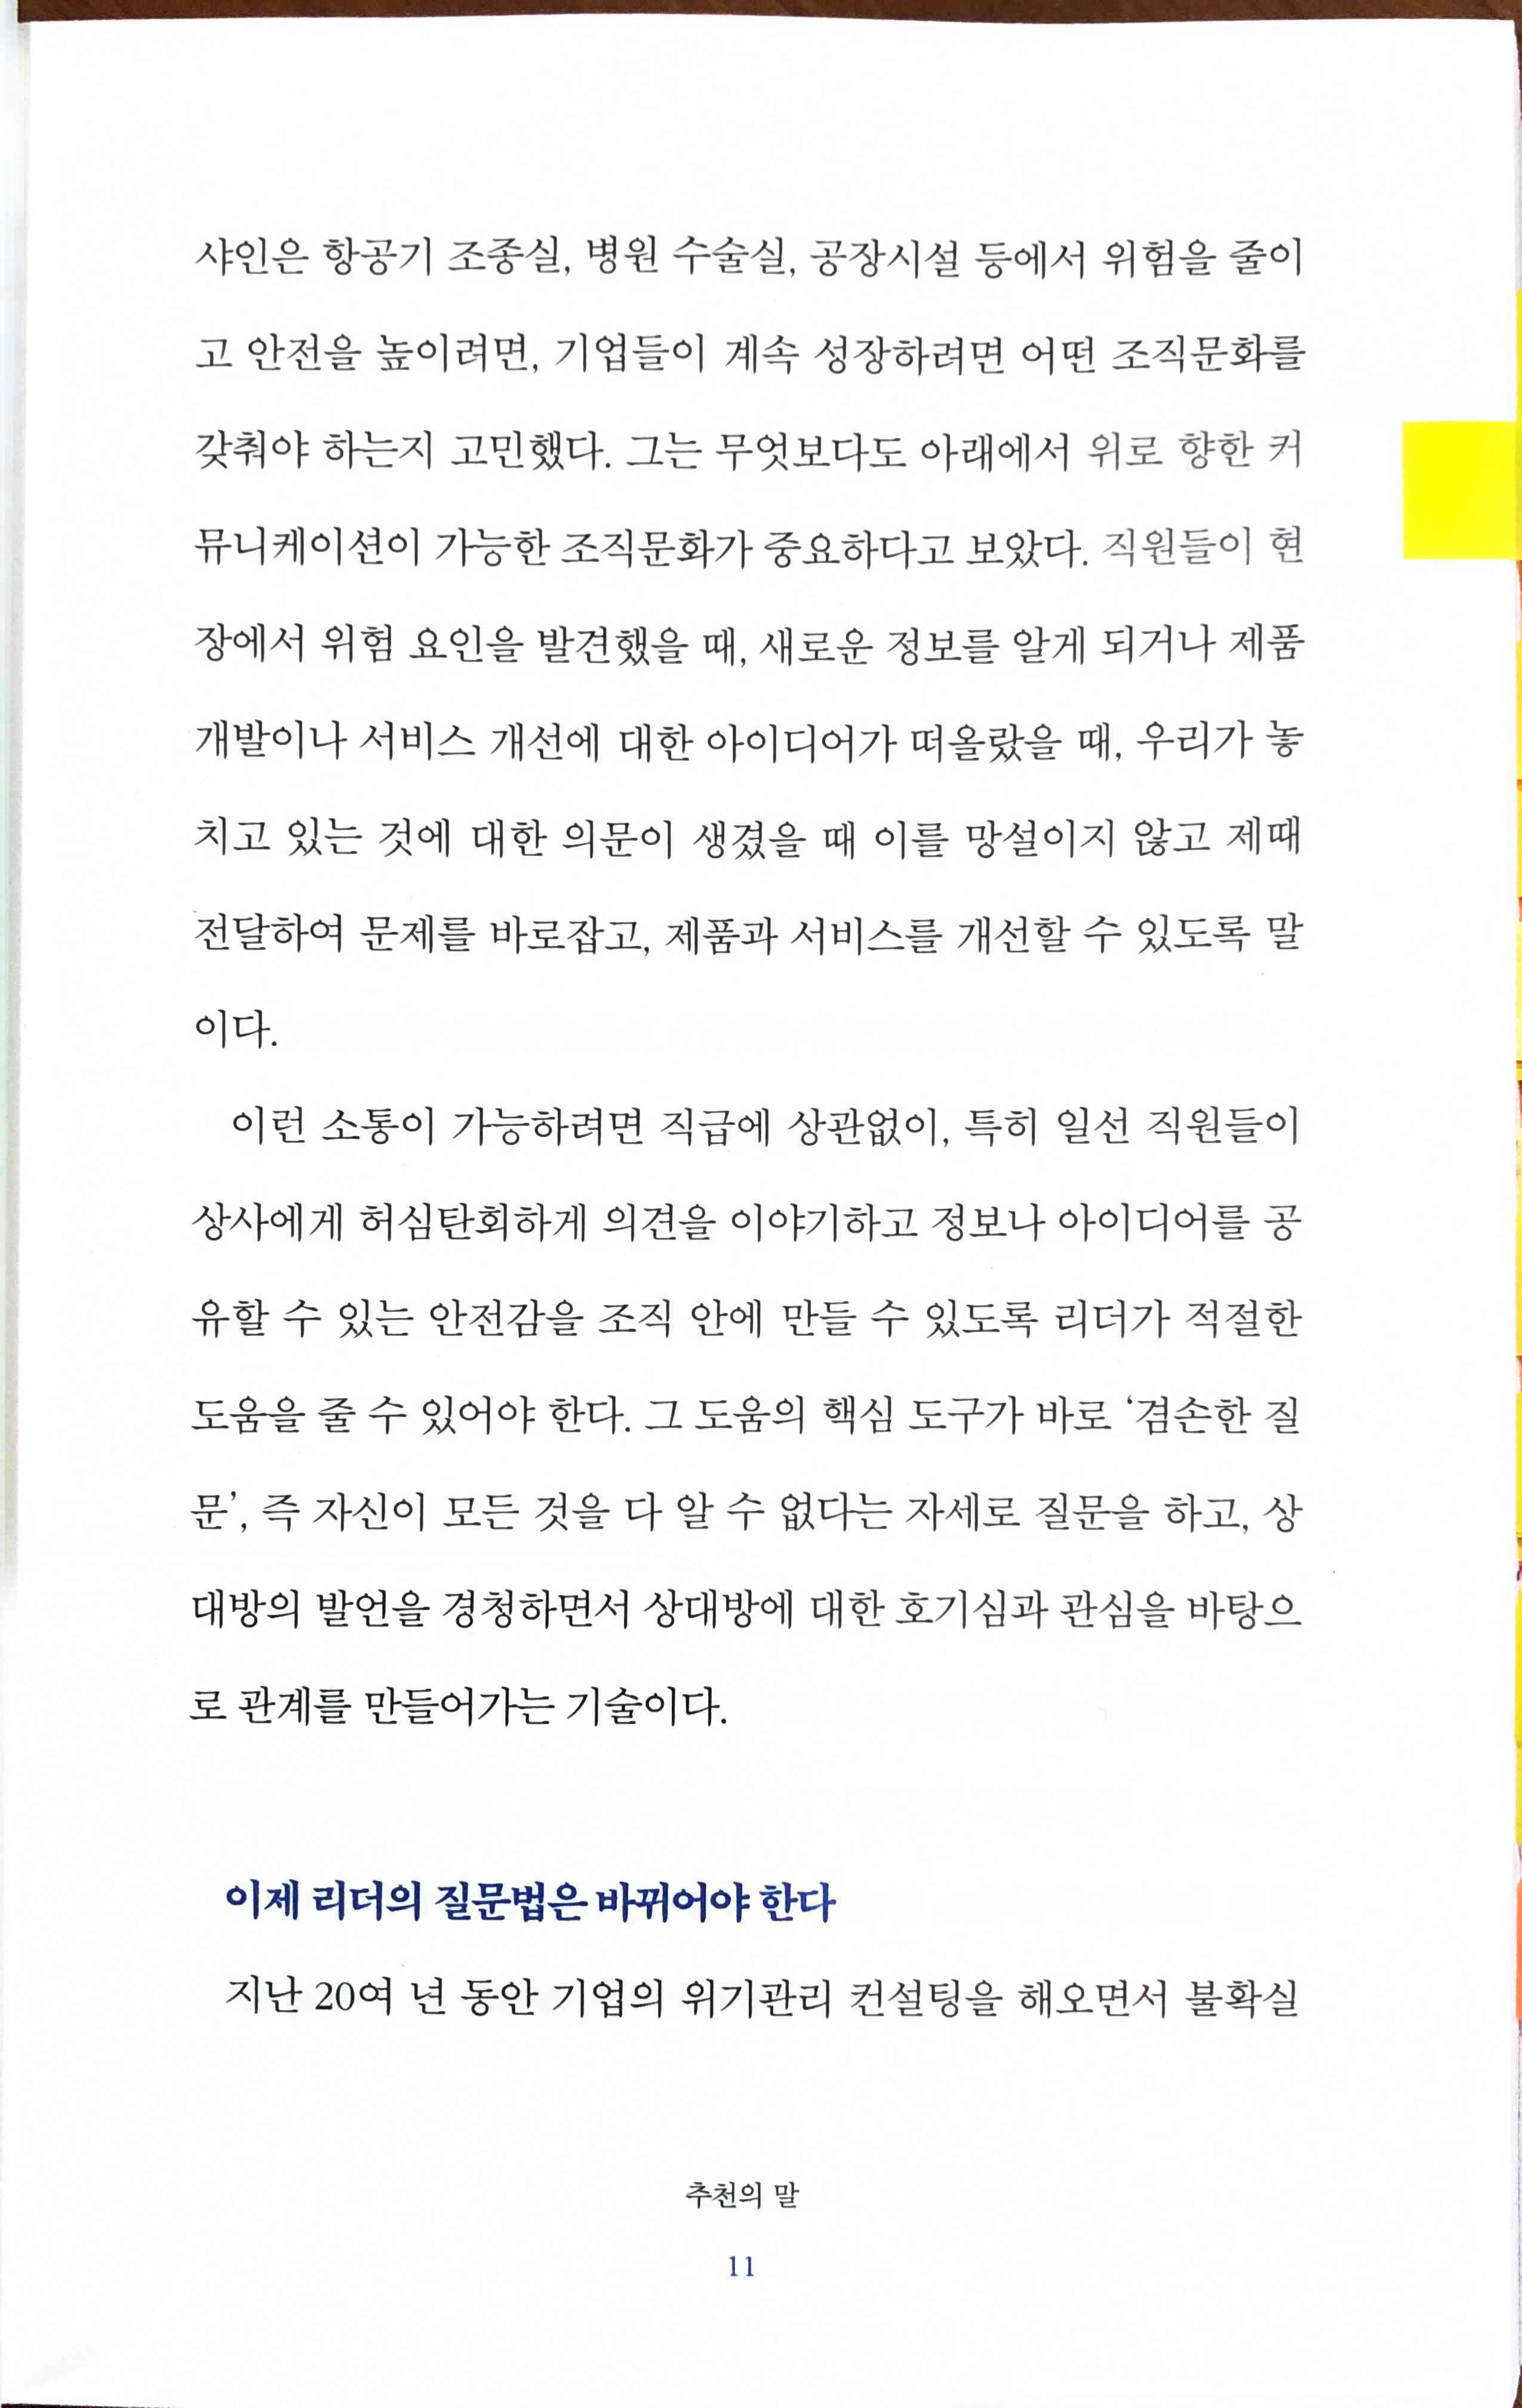 샤인은 항공기 조종실, 병원 수술실, 공장시설 등에서 위험을 줄이
고 안전을 높이려면, 기업들이 계속 성장하려면 어떤 조직문화를
갖춰야 하는지 고민했다. 그는 무엇보다도 아래에서 위로 향한 커
뮤니케이션이 가능한 조직문화가 중요하다고 보았다. 직원들이 현
장에서 위험 요인을 발견했을 때, 새로운 정보를 알게 되거나 제품
개발이나 서비스 개선에 대한 아이디어가 떠올랐을 때, 우리가 놓
치고 있는 것에 대한 의문이 생겼을 때 이를 망설이지 않고 제때
전달하여 문제를 바로잡고, 제품과 서비스를 개선할 수 있도록 말
이다.
이런 소통이 가능하려면 직급에 상관없이, 특히 일선 직원들이
상사에게 허심탄회하게 의견을 이야기하고 정보나 아이디어를 공
유할 수 있는 안전감을 조직 안에 만들 수 있도록 리더가 적절한
도움을 줄 수 있어야 한다. 그 도움의 핵심 도구가 바로 ‘겸손한 질
문’, 즉 자신이 모든 것을 다 알 수 없다는 자세로 질문을 하고, 상
대방의 발언을 경청하면서 상대방에 대한 호기심과 관심을 바탕으
로 관계를 만들어가는 기술이다.
이제 리더의 질문법은 바뀌어야 한다
지난 20여 년 동안 기업의 위기관리 컨설팅을 해오면서 불확실
추천의 말
11